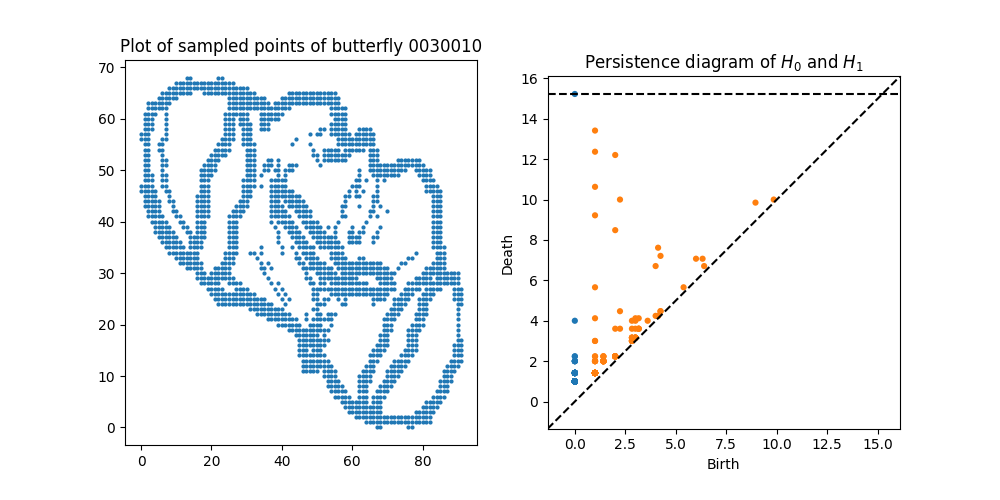 Plot of sampled points of butterfly 0030010
70
60
50
40
30
20
10
0
0 20 40 60 80
Persistence diagram of H₀ and H₁
16
14
12
10
8
6
4
2
0
Death
0.0 2.5 5.0 7.5 10.0 12.5 15.0
Birth